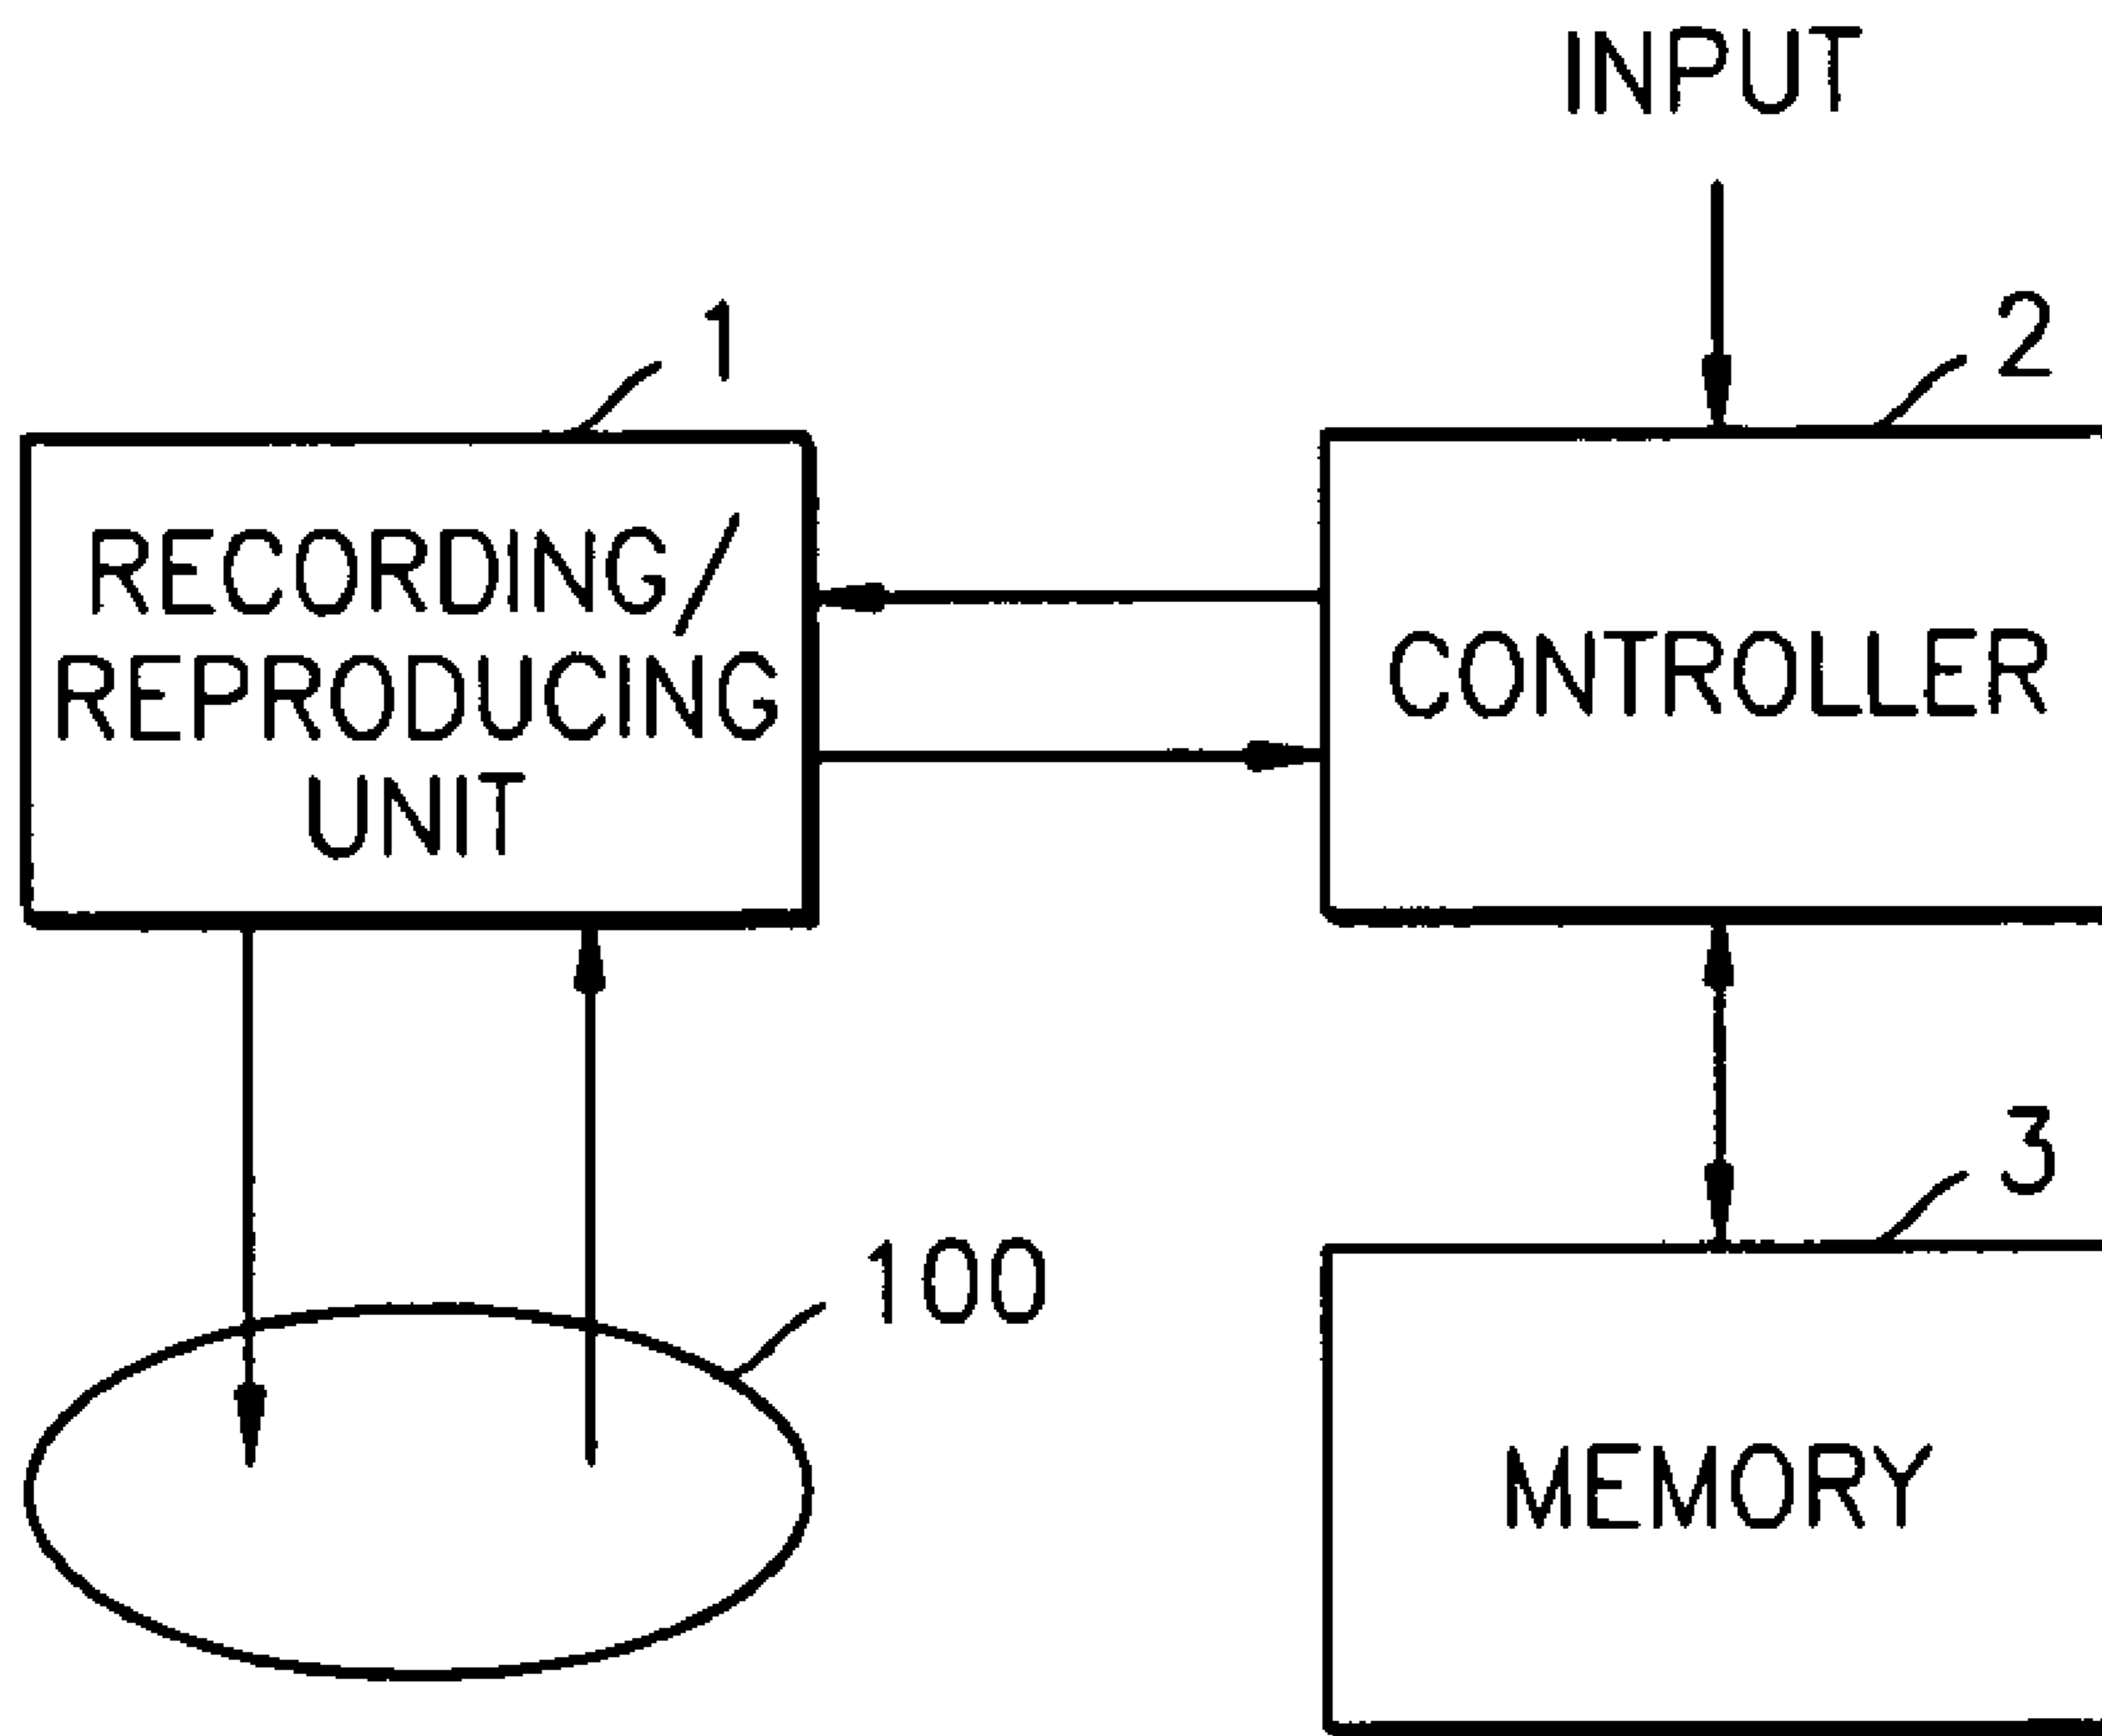 INPUT
1
2
RECORDING/
REPRODUCING
UNIT
CONTROLLER
3
100
MEMORY